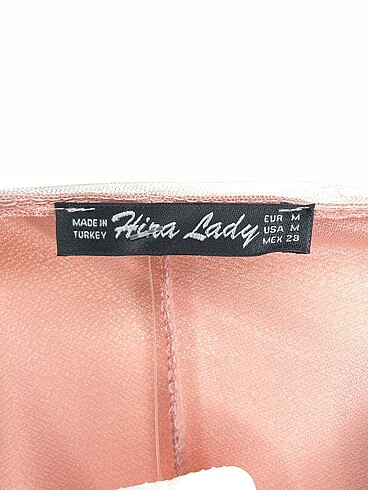 MADE IN
TURKEY
Hira Lady
EUR M
USA M
MEX 28